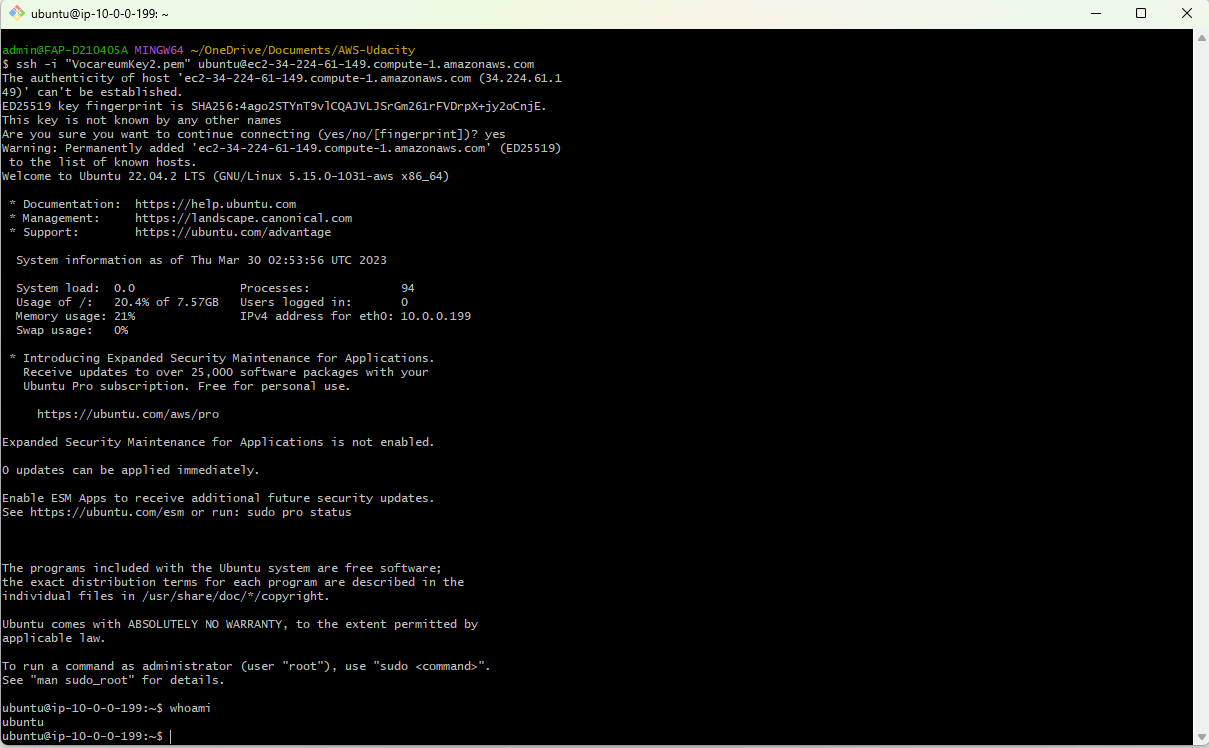 ubuntu@ip-10-0-0-199: ~
admin@FAP-D210405A MINGW64 ~/OneDrive/Documents/AWS-Udacity
$ ssh -i "VocareumKey2.pem" ubuntu@ec2-34-224-61-149.compute-1.amazonaws.com
The authenticity of host 'ec2-34-224-61-149.compute-1.amazonaws.com (34.224.61.1
49)' can't be established.
ED25519 key fingerprint is SHA256:4ago2STYnT9vlCQAJVLJSrGm261rFVDrpX+jy2oCnjE.
This key is not known by any other names
Are you sure you want to continue connecting (yes/no/[fingerprint])? yes
Warning: Permanently added 'ec2-34-224-61-149.compute-1.amazonaws.com' (ED25519)
 to the list of known hosts.
Welcome to Ubuntu 22.04.2 LTS (GNU/Linux 5.15.0-1031-aws x86_64)

 * Documentation:  https://help.ubuntu.com
 * Management:     https://landscape.canonical.com
 * Support:        https://ubuntu.com/advantage

  System information as of Thu Mar 30 02:53:56 UTC 2023

  System load:  0.0               Processes:             94
  Usage of /:   20.4% of 7.57GB   Users logged in:       0
  Memory usage: 21%               IPv4 address for eth0: 10.0.0.199
  Swap usage:   0%

 * Introducing Expanded Security Maintenance for Applications.
   Receive updates to over 25,000 software packages with your
   Ubuntu Pro subscription. Free for personal use.

     https://ubuntu.com/aws/pro

Expanded Security Maintenance for Applications is not enabled.

0 updates can be applied immediately.

Enable ESM Apps to receive additional future security updates.
See https://ubuntu.com/esm or run: sudo pro status

The programs included with the Ubuntu system are free software;
the exact distribution terms for each program are described in the
individual files in /usr/share/doc/*/copyright.

Ubuntu comes with ABSOLUTELY NO WARRANTY, to the extent permitted by
applicable law.

To run a command as administrator (user "root"), use "sudo <command>".
See "man sudo_root" for details.

ubuntu@ip-10-0-0-199:~$ whoami
ubuntu
ubuntu@ip-10-0-0-199:~$